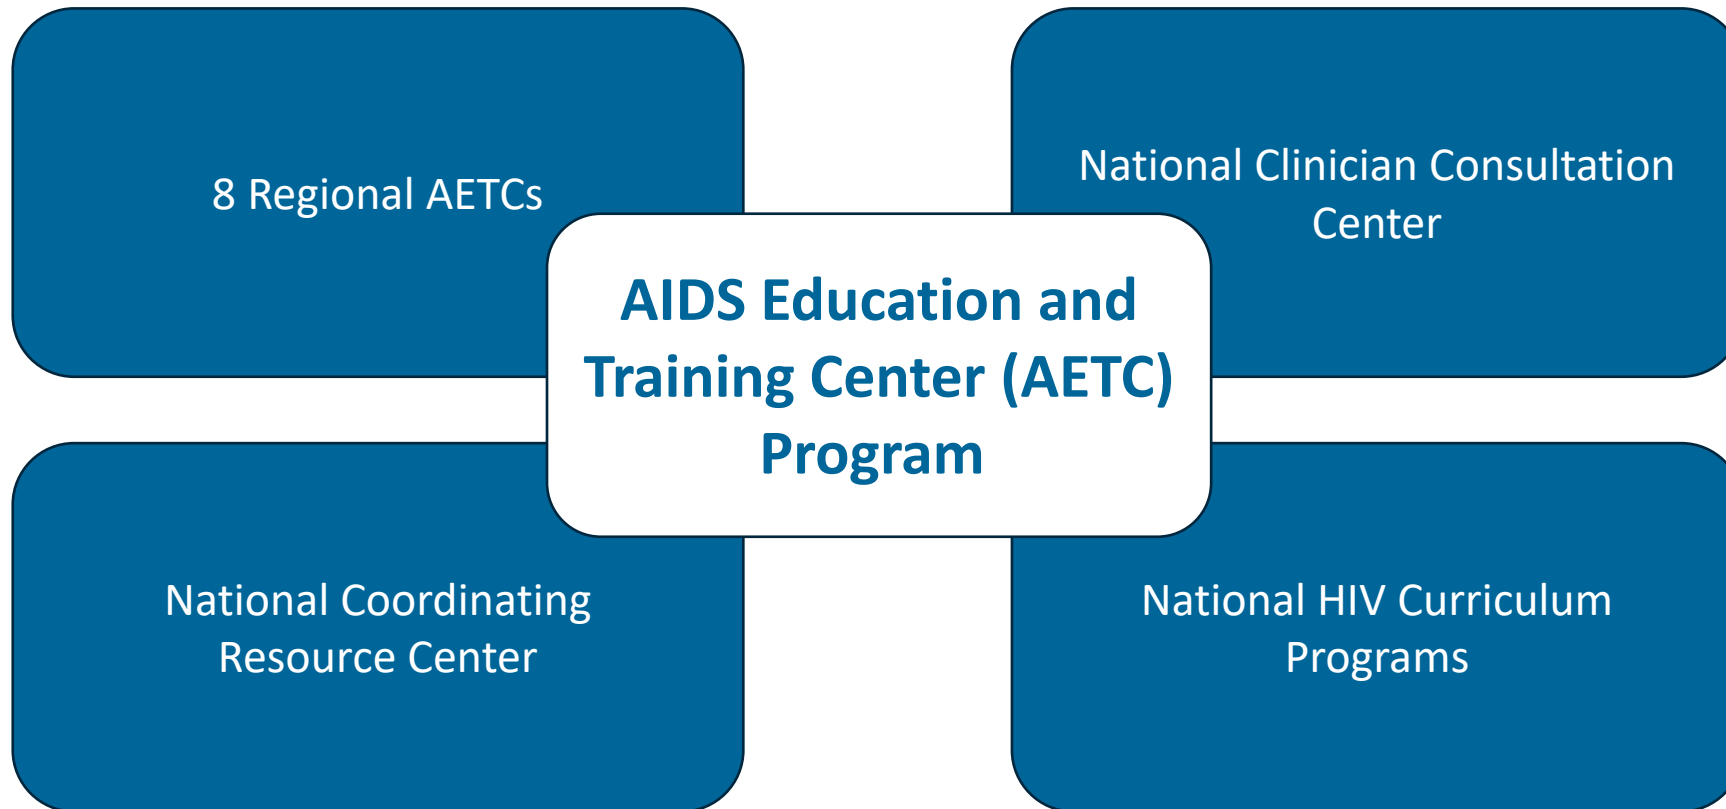 8 Regional AETCs
National Clinician Consultation
Center
AIDS Education and
Training Center (AETC)
Program
National Coordinating
Resource Center
National HIV Curriculum
Programs